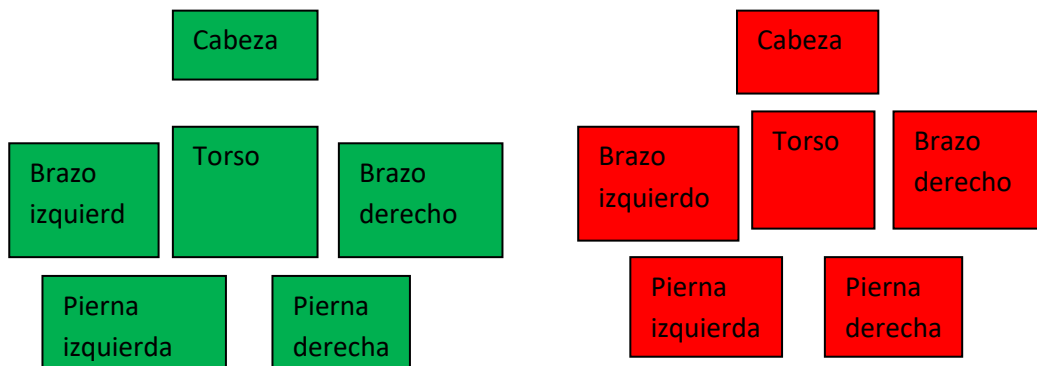 Cabeza
Torso
Brazo
izquierd
Brazo
derecho
Pierna
izquierda
Pierna
derecha
Cabeza
Torso
Brazo
izquierdo
Brazo
derecho
Pierna
izquierda
Pierna
derecha